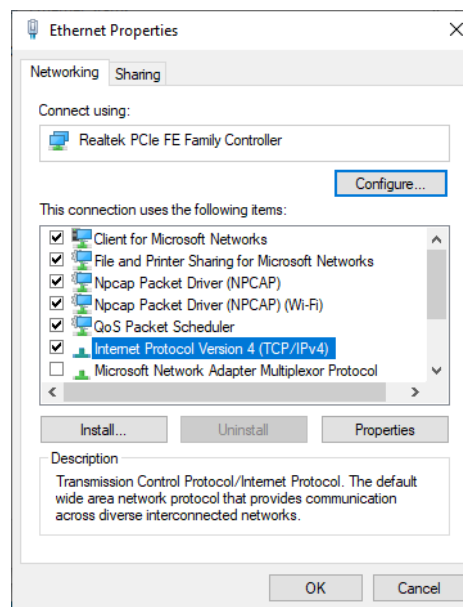 Ethernet Properties
Networking
Sharing
Connect using:
Realtek PCIe FE Family Controller
Configure...
This connection uses the following items:
Client for Microsoft Networks
File and Printer Sharing for Microsoft Networks
Npcap Packet Driver (NPCAP)
Npcap Packet Driver (NPCAP) (Wi-Fi)
QoS Packet Scheduler
Internet Protocol Version 4 (TCP/IPv4)
Microsoft Network Adapter Multiplexor Protocol
Install...
Uninstall
Properties
Description
Transmission Control Protocol/Internet Protocol. The default
wide area network protocol that provides communication
across diverse interconnected networks.
OK
Cancel